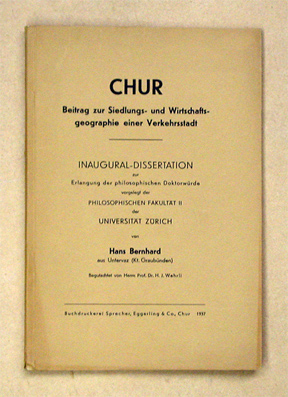 CHUR
Beitrag zur Siedlungs- und Wirtschafts-
geographie einer Verkehrsstadt
INAUGURAL-DISSERTATION
zur
Erlangung der philosophischen Doktorwürde
vorgelegt der
PHILOSOPHISCHEN FAKULTÄT II
der
UNIVERSITÄT ZÜRICH
von
Hans Bernhard
aus Untervaz (Kt. Graubünden)
Begutachtet von Herrn Prof. Dr. H. J. Wehrli
Buchdruckerei Sprecher, Eggerling & Co., Chur 1937